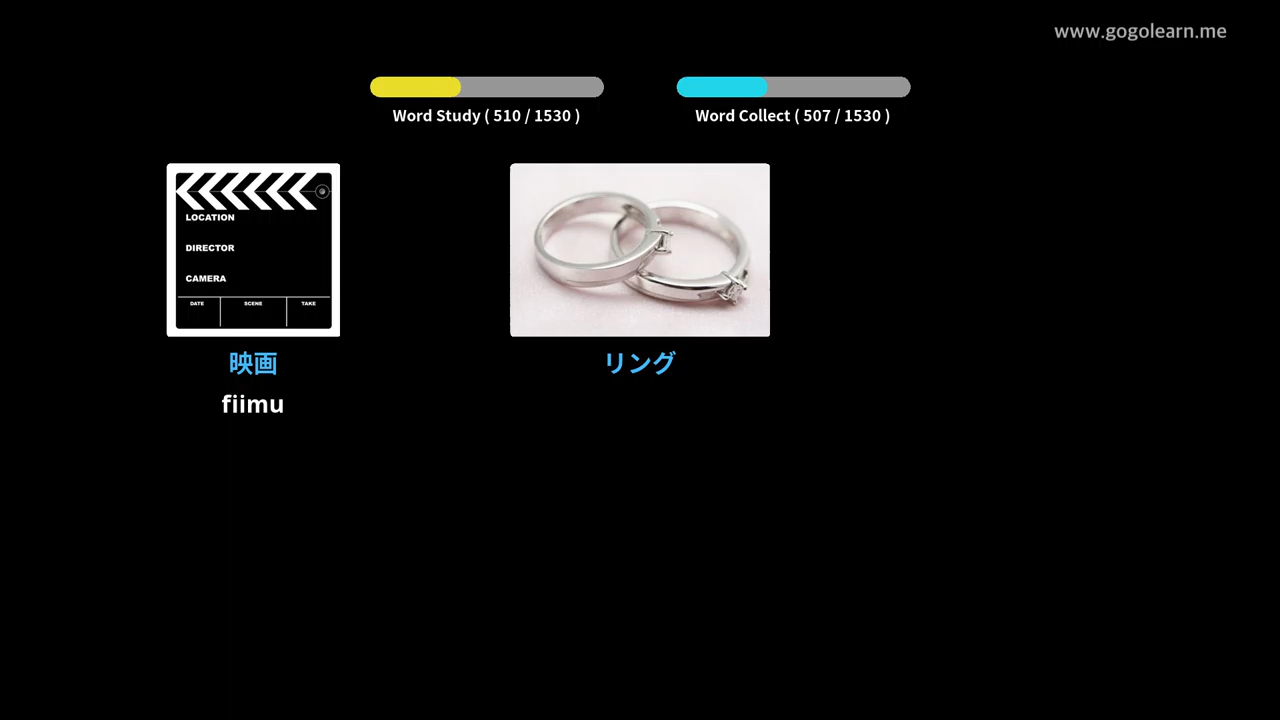 www.gogolearn.me
Word Study ( 510 / 1530 )
Word Collect ( 507 / 1530 )
LOCATION
DIRECTOR
CAMERA
DATE SCENE TAKE
映画
リング
fiimu